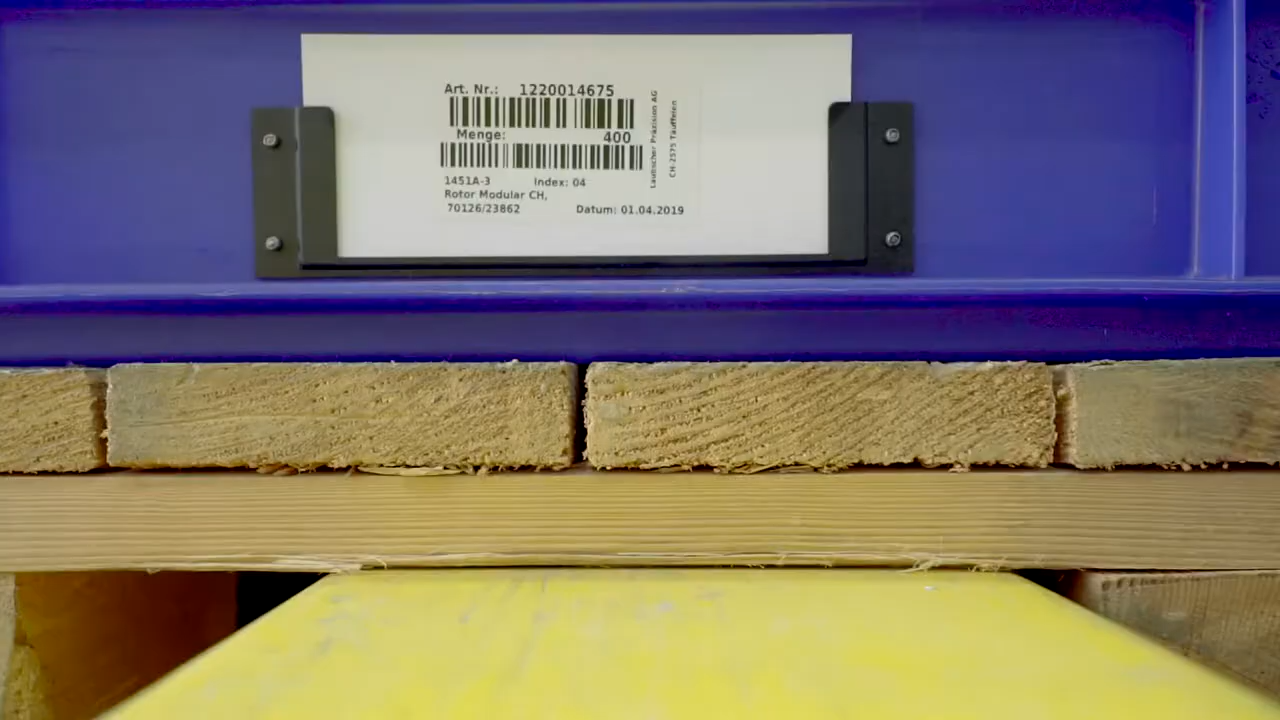 Art. Nr.: 1220014675
Menge: 400
1451A-3 Index: 04
Rotor Modular CH,
70126/23862 Datum: 01.04.2019
Laubscher Präzision AG
CH-2575 Täuffelen